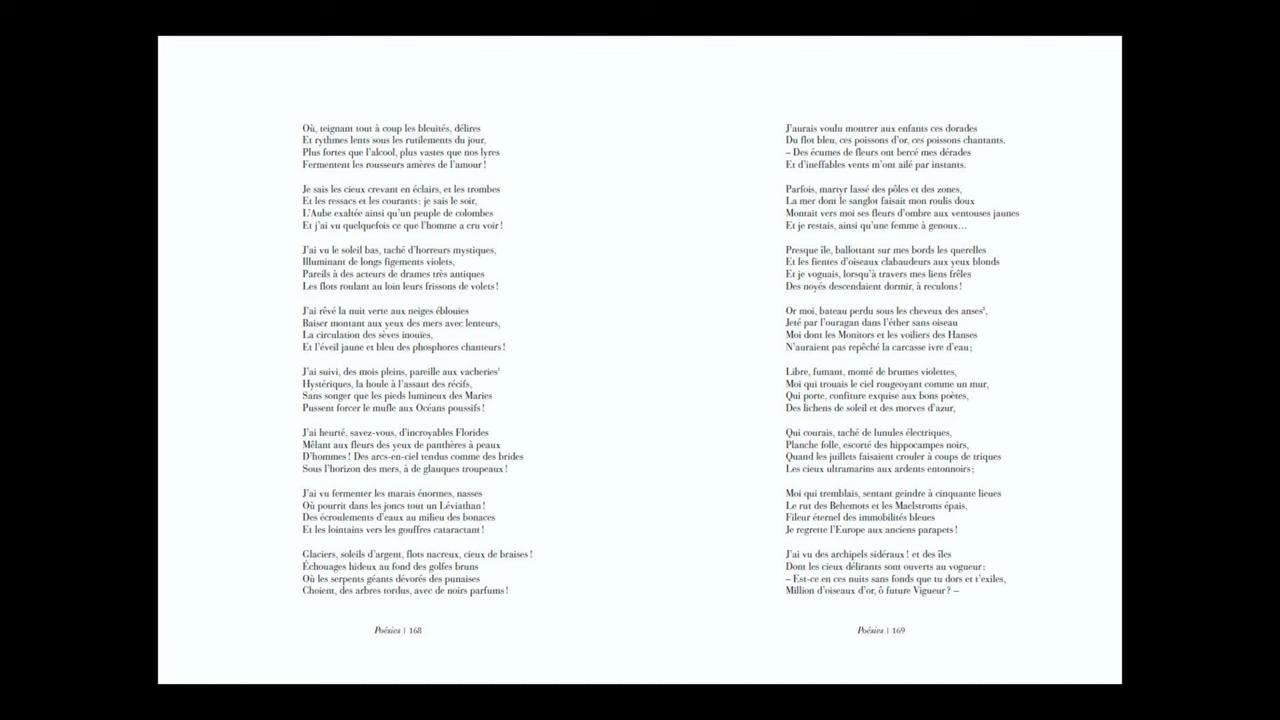 Où, teignant tout à coup les bleuités, délires
Et rythmes lents sous les rutilements du jour,
Plus fortes que l'alcool, plus vastes que nos lyres
Fermentent les rousseurs amères de l'amour !
Je sais les cieux crevant en éclairs, et les trombes
Et les ressacs et les courants : je sais le soir,
L'Aube exaltée ainsi qu'un peuple de colombes
Et j'ai vu quelquefois ce que l'homme a cru voir !
J'ai vu le soleil bas, taché d'horreurs mystiques,
Illuminant de longs figements violets,
Pareils à des acteurs de drames très antiques
Les flots roulant au loin leurs frissons de volets !
J'ai rêvé la nuit verte aux neiges éblouies
Baiser montant aux yeux des mers avec lenteurs,
La circulation des sèves inouïes,
Et l'éveil jaune et bleu des phosphores chanteurs !
J'ai suivi, des mois pleins, pareille aux vacheries¹
Hystériques, la houle à l'assaut des récifs,
Sans songer que les pieds lumineux des Maries
Pussent forcer le mufle aux Océans poussifs !
J'ai heurté, savez-vous, d'incroyables Florides
Mêlant aux fleurs des yeux de panthères à peaux
D'hommes ! Des arcs-en-ciel tendus comme des brides
Sous l'horizon des mers, à de glauques troupeaux !
J'ai vu fermenter les marais énormes, nasses
Où pourrit dans les joncs tout un Léviathan !
Des écroulements d'eaux au milieu des bonaces
Et les lointains vers les gouffres cataractant !
Glaciers, soleils d'argent, flots nacreux, cieux de braises !
Échouages hideux au fond des golfes bruns
Où les serpents géants dévorés des punaises
Choient, des arbres tordus, avec de noirs parfums !
Poésies | 168
J'aurais voulu montrer aux enfants ces dorades
Du flot bleu, ces poissons d'or, ces poissons chantants.
– Des écumes de fleurs ont bercé mes dérades
Et d'ineffables vents m'ont ailé par instants.
Parfois, martyr lassé des pôles et des zones,
La mer dont le sanglot faisait mon roulis doux
Montait vers moi ses fleurs d'ombre aux ventouses jaunes
Et je restais, ainsi qu'une femme à genoux…
Presque île, ballottant sur mes bords les querelles
Et les fientes d'oiseaux clabaudeurs aux yeux blonds
Et je voguais, lorsqu'à travers mes liens frêles
Des noyés descendaient dormir, à reculons !
Or moi, bateau perdu sous les cheveux des anses²,
Jeté par l'ouragan dans l'éther sans oiseau
Moi dont les Monitors et les voiliers des Hanses
N'auraient pas repêché la carcasse ivre d'eau ;
Libre, fumant, monté de brumes violettes,
Moi qui trouais le ciel rougeoyant comme un mur,
Qui porte, confiture exquise aux bons poètes,
Des lichens de soleil et des morves d'azur,
Qui courais, taché de lunules électriques,
Planche folle, escorté des hippocampes noirs,
Quand les juillets faisaient crouler à coups de triques
Les cieux ultramarins aux ardents entonnoirs ;
Moi qui tremblais, sentant geindre à cinquante lieues
Le rut des Behemots et les Maelstroms épais,
Fileur éternel des immobilités bleues
Je regrette l'Europe aux anciens parapets !
J'ai vu des archipels sidéraux ! et des îles
Dont les cieux délirants sont ouverts au vogueur :
– Est-ce en ces nuits sans fonds que tu dors et t'exiles,
Million d'oiseaux d'or, ô future Vigueur ? –
Poésies | 169